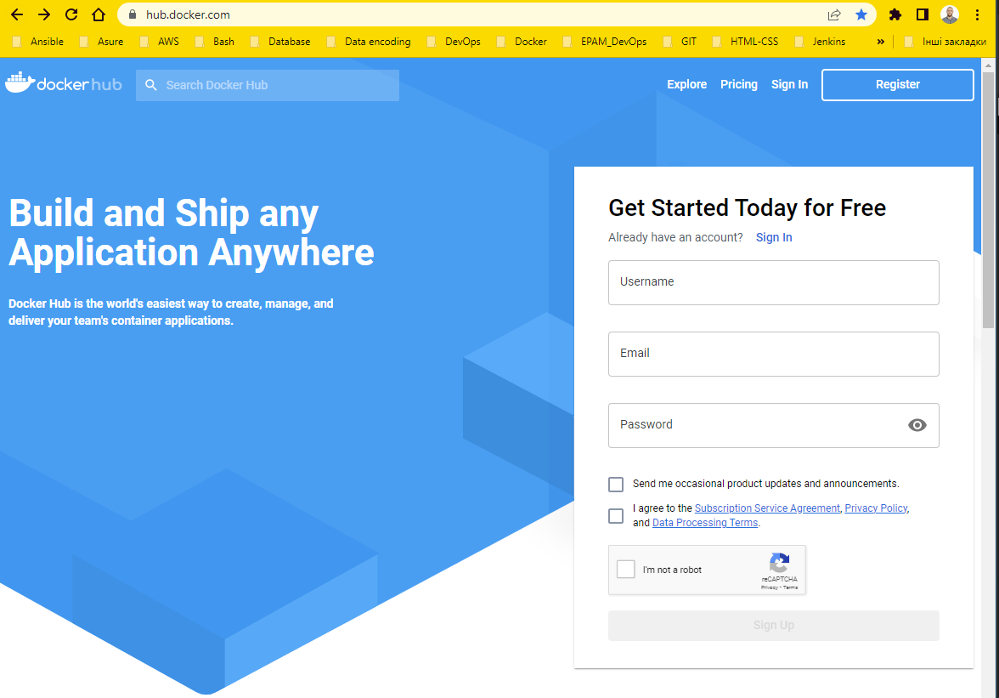 hub.docker.com
Ansible Asure AWS Bash Database Data encoding DevOps Docker EPAM_DevOps GIT HTML-CSS Jenkins » Інші закладки
docker hub Search Docker Hub Explore Pricing Sign In Register
Build and Ship any
Application Anywhere
Docker Hub is the world's easiest way to create, manage, and
deliver your team's container applications.
Get Started Today for Free
Already have an account? Sign In
Username
Email
Password
Send me occasional product updates and announcements.
I agree to the Subscription Service Agreement, Privacy Policy,
and Data Processing Terms.
I'm not a robot
reCAPTCHA
Privacy • Terms
Sign Up